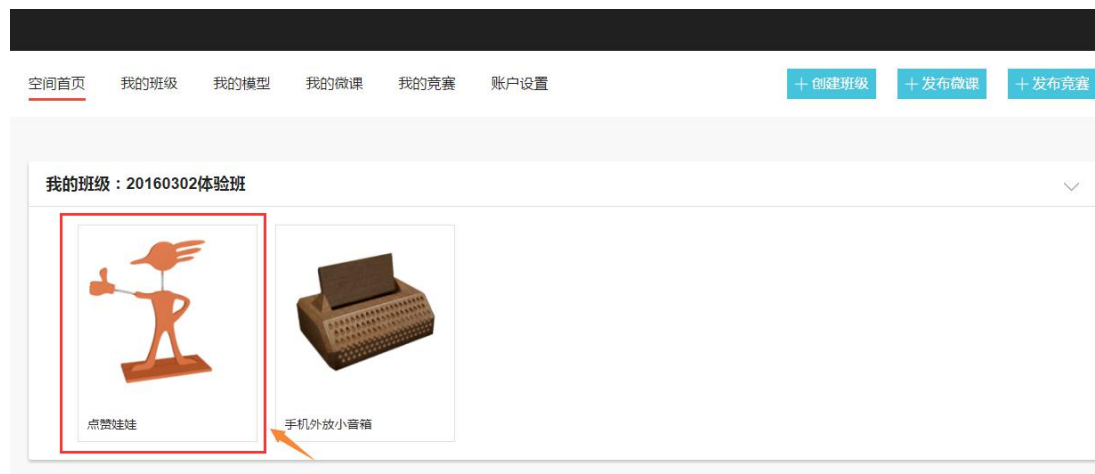 空间首页 我的班级 我的模型 我的微课 我的竞赛 账户设置 +创建班级 +发布微课 +发布竞赛
我的班级：20160302体验班
点赞娃娃 手机外放小音箱